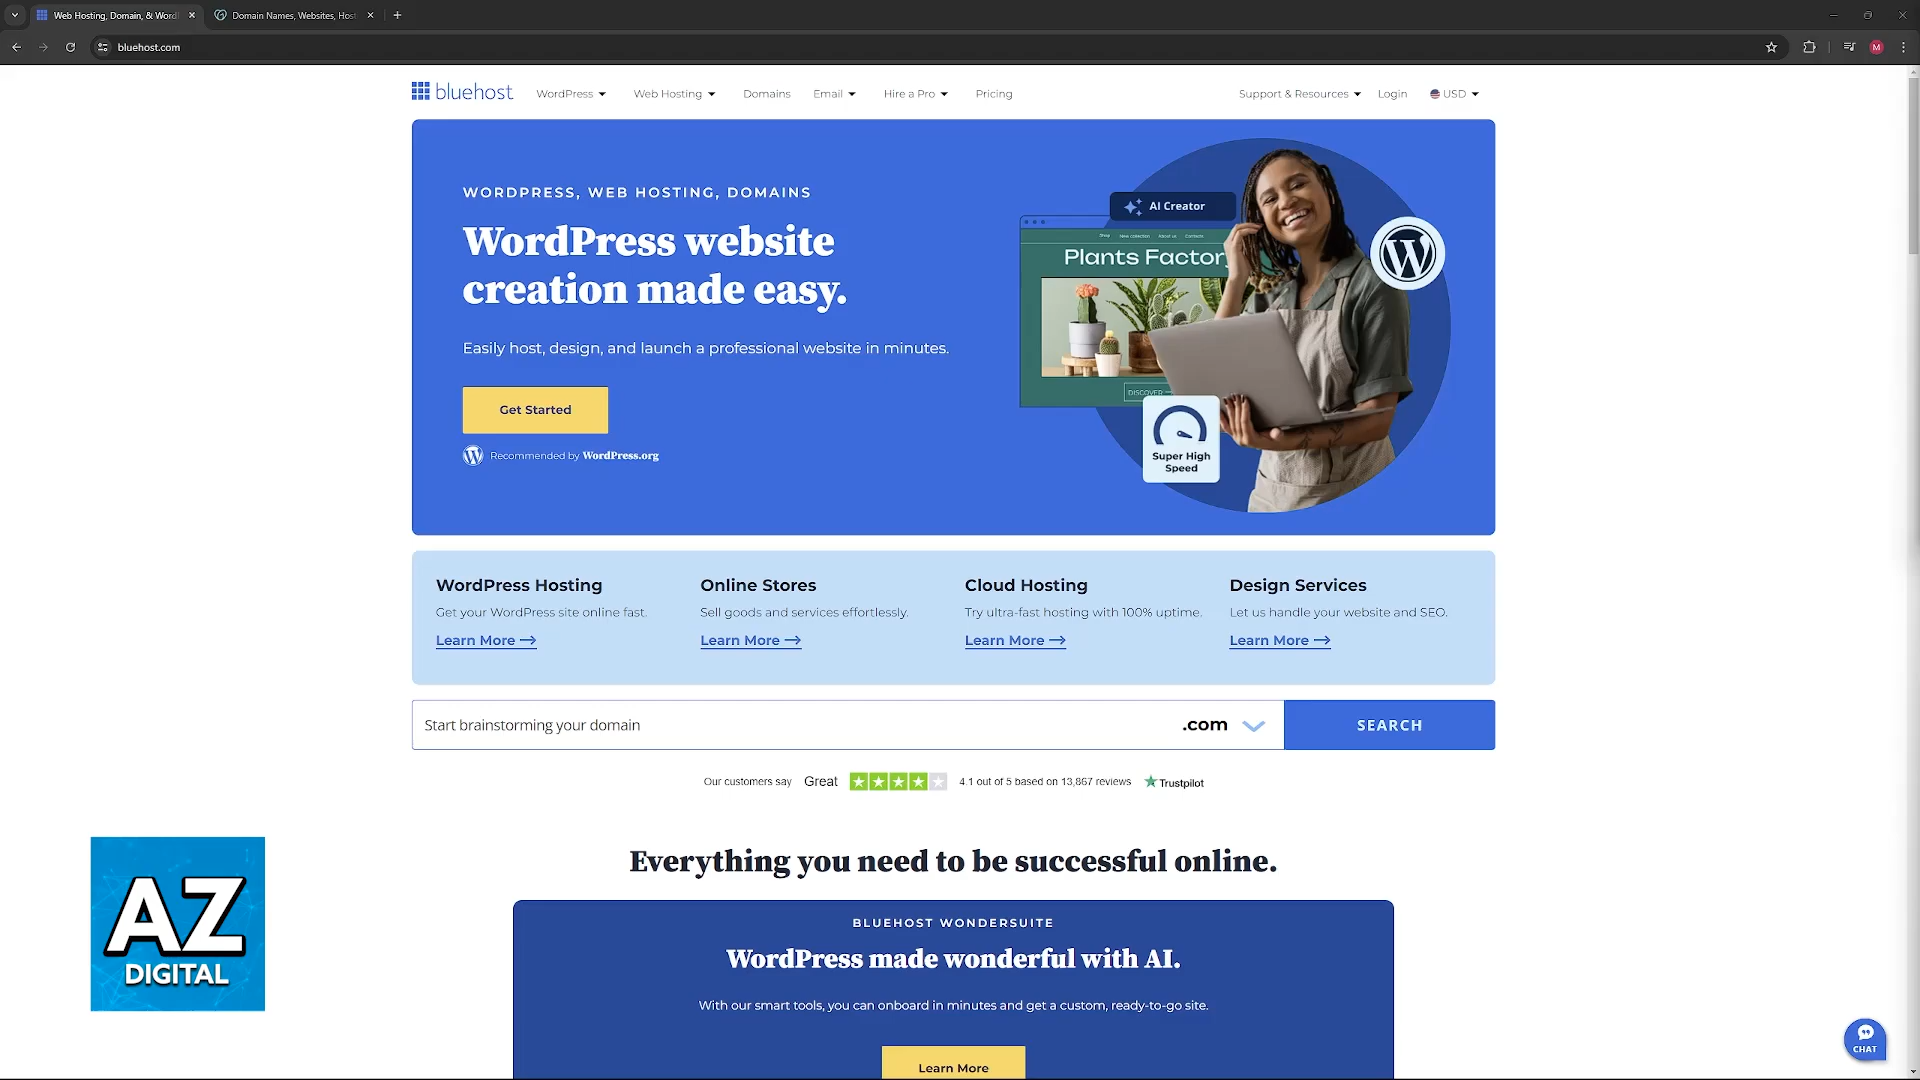 Web Hosting, Domain, & Word
Domain Names, Websites, Host
bluehost.com
M
bluehost
WordPress
Web Hosting
Domains
Email
Hire a Pro
Pricing
Support & Resources
Login
USD
WORDPRESS, WEB HOSTING, DOMAINS
WordPress website
creation made easy.
Easily host, design, and launch a professional website in minutes.
Get Started
Recommended by WordPress.org
AI Creator
Shop New collection About us Contacts
Plants Factor
DISCOVER
Super High
Speed
WordPress Hosting
Get your WordPress site online fast.
Learn More →
Online Stores
Sell goods and services effortlessly.
Learn More →
Cloud Hosting
Try ultra-fast hosting with 100% uptime.
Learn More →
Design Services
Let us handle your website and SEO.
Learn More →
Start brainstorming your domain
.com
SEARCH
Our customers say Great 4.1 out of 5 based on 13,867 reviews Trustpilot
Everything you need to be successful online.
BLUEHOST WONDERSUITE
WordPress made wonderful with AI.
With our smart tools, you can onboard in minutes and get a custom, ready-to-go site.
Learn More
AZ
DIGITAL
CHAT